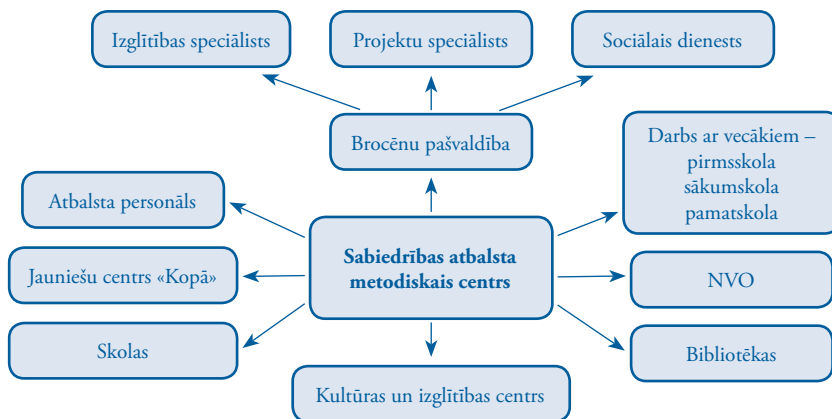 Izglītības speciālists
Projektu speciālists
Sociālais dienests
Brocēnu pašvaldība
Darbs ar vecākiem –
pirmsskola
sākumskola
pamatskola
Atbalsta personāls
Sabiedrības atbalsta
metodiskais centrs
Jauniešu centrs «Kopā»
NVO
Skolas
Bibliotēkas
Kultūras un izglītības centrs